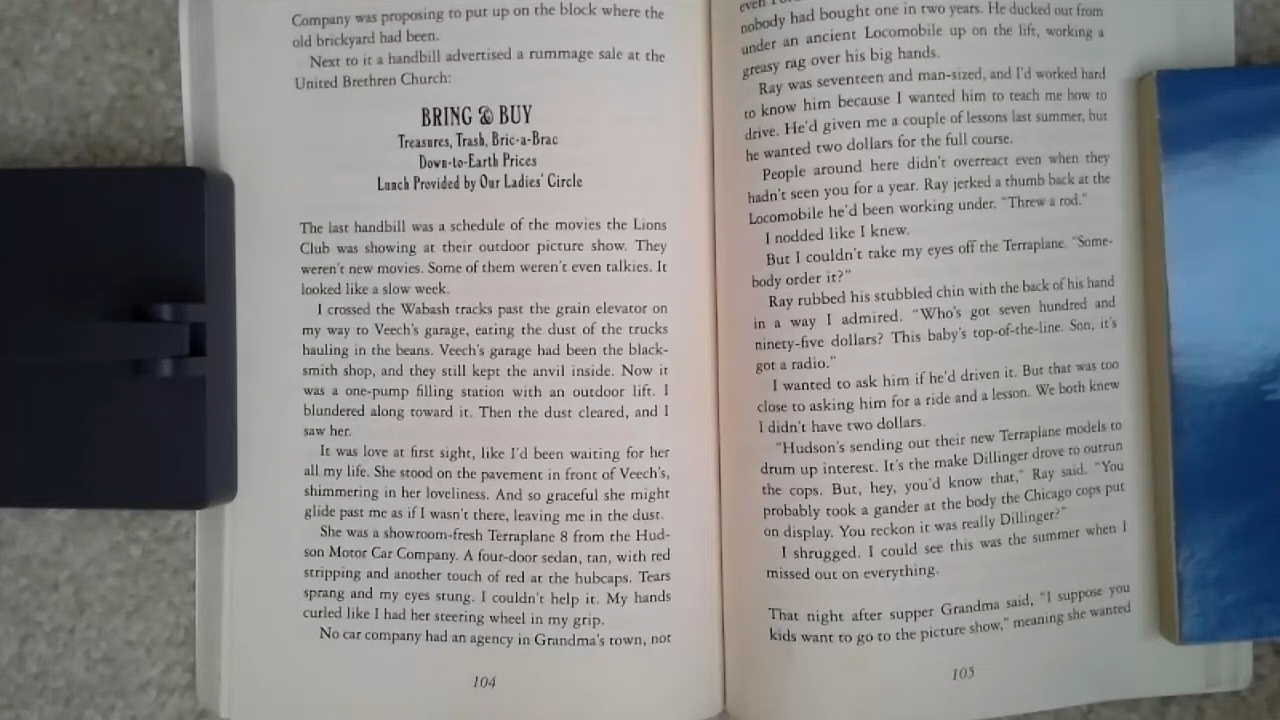 Company was proposing to put up on the block where the
old brickyard had been.
Next to it a handbill advertised a rummage sale at the
United Brethren Church:
BRING & BUY
Treasures, Trash, Bric-a-Brac
Down-to-Earth Prices
Lunch Provided by Our Ladies' Circle
The last handbill was a schedule of the movies the Lions
Club was showing at their outdoor picture show. They
weren't new movies. Some of them weren't even talkies. It
looked like a slow week.
I crossed the Wabash tracks past the grain elevator on
my way to Veech's garage, eating the dust of the trucks
hauling in the beans. Veech's garage had been the black-
smith shop, and they still kept the anvil inside. Now it
was a one-pump filling station with an outdoor lift. I
blundered along toward it. Then the dust cleared, and I
saw her.
It was love at first sight, like I'd been waiting for her
all my life. She stood on the pavement in front of Veech's,
shimmering in her loveliness. And so graceful she might
glide past me as if I wasn't there, leaving me in the dust.
She was a showroom-fresh Terraplane 8 from the Hud-
son Motor Car Company. A four-door sedan, tan, with red
stripping and another touch of red at the hubcaps. Tears
sprang and my eyes stung. I couldn't help it. My hands
curled like I had her steering wheel in my grip.
No car company had an agency in Grandma's town, not
104
even
nobody had bought one in two years. He ducked out from
under an ancient Locomobile up on the lift, working a
greasy rag over his big hands.
Ray was seventeen and man-sized, and I'd worked hard
to know him because I wanted him to teach me how to
drive. He'd given me a couple of lessons last summer, but
he wanted two dollars for the full course.
People around here didn't overreact even when they
hadn't seen you for a year. Ray jerked a thumb back at the
Locomobile he'd been working under. "Threw a rod."
I nodded like I knew.
But I couldn't take my eyes off the Terraplane. "Some-
body order it?"
Ray rubbed his stubbled chin with the back of his hand
in a way I admired. "Who's got seven hundred and
ninety-five dollars? This baby's top-of-the-line. Son, it's
got a radio."
I wanted to ask him if he'd driven it. But that was too
close to asking him for a ride and a lesson. We both knew
I didn't have two dollars.
"Hudson's sending out their new Terraplane models to
drum up interest. It's the make Dillinger drove to outrun
the cops. But, hey, you'd know that," Ray said. "You
probably took a gander at the body the Chicago cops put
on display. You reckon it was really Dillinger?"
I shrugged. I could see this was the summer when I
missed out on everything.
That night after supper Grandma said, "I suppose you
kids want to go to the picture show," meaning she wanted
105